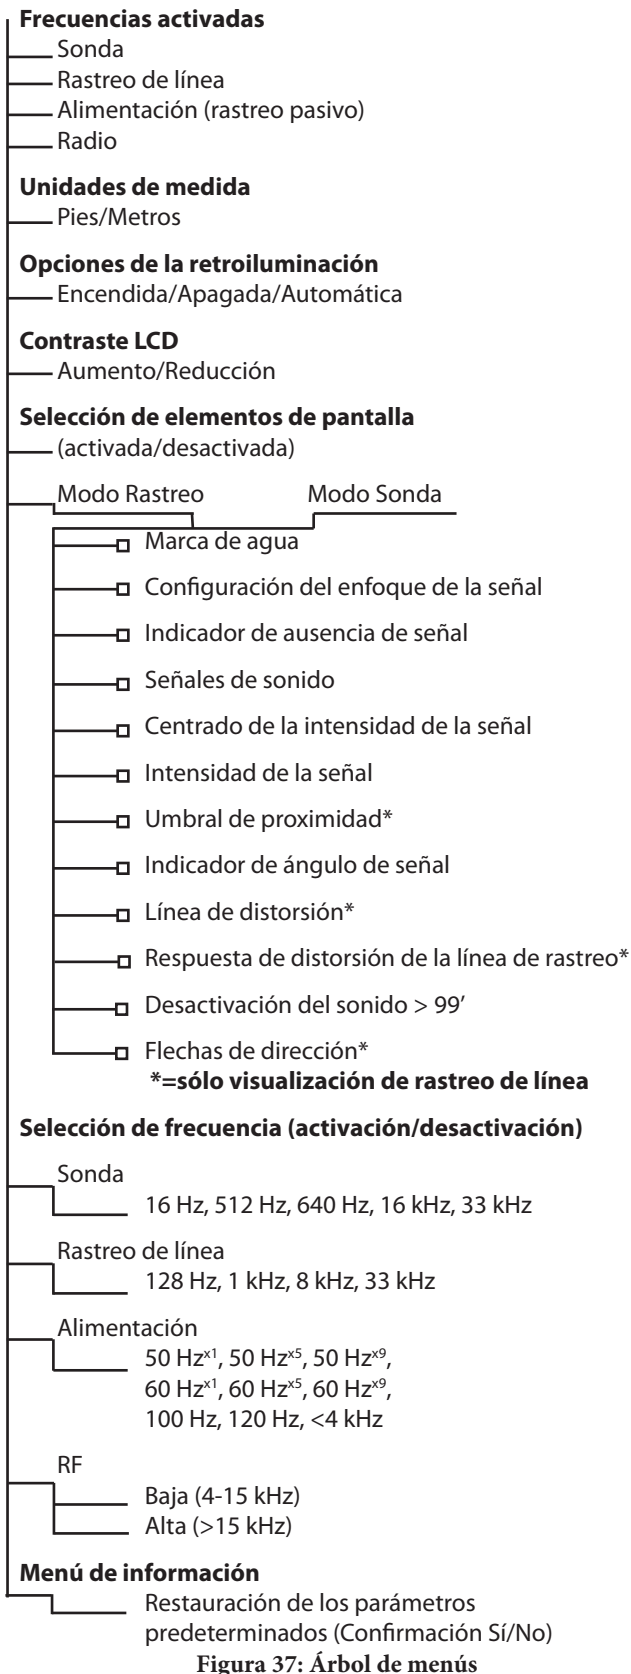 Frecuencias activadas
Sonda
Rastreo de línea
Alimentación (rastreo pasivo)
Radio
Unidades de medida
Pies/Metros
Opciones de la retroiluminación
Encendida/Apagada/Automática
Contraste LCD
Aumento/Reducción
Selección de elementos de pantalla
(activada/desactivada)
Modo Rastreo Modo Sonda
Marca de agua
Configuración del enfoque de la señal
Indicador de ausencia de señal
Señales de sonido
Centrado de la intensidad de la señal
Intensidad de la señal
Umbral de proximidad*
Indicador de ángulo de señal
Línea de distorsión*
Respuesta de distorsión de la línea de rastreo*
Desactivación del sonido > 99’
Flechas de dirección*
*=sólo visualización de rastreo de línea
Selección de frecuencia (activación/desactivación)
Sonda
16 Hz, 512 Hz, 640 Hz, 16 kHz, 33 kHz
Rastreo de línea
128 Hz, 1 kHz, 8 kHz, 33 kHz
Alimentación
50 Hzx1, 50 Hzx5, 50 Hzx9,
60 Hzx1, 60 Hzx5, 60 Hzx9,
100 Hz, 120 Hz, <4 kHz
RF
Baja (4-15 kHz)
Alta (>15 kHz)
Menú de información
Restauración de los parámetros
predeterminados (Confirmación Sí/No)
Figura 37: Árbol de menús